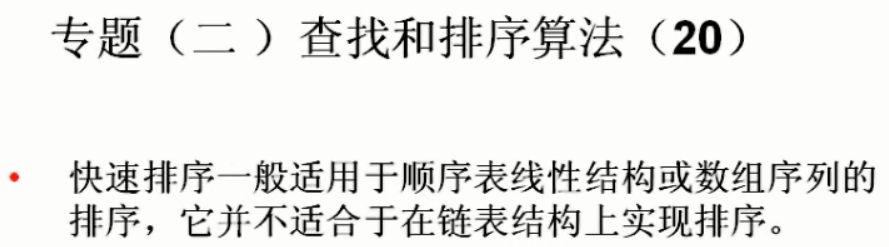 专题（二 ）查找和排序算法（20）
• 快速排序一般适用于顺序表线性结构或数组序列的
排序，它并不适合于在链表结构上实现排序。